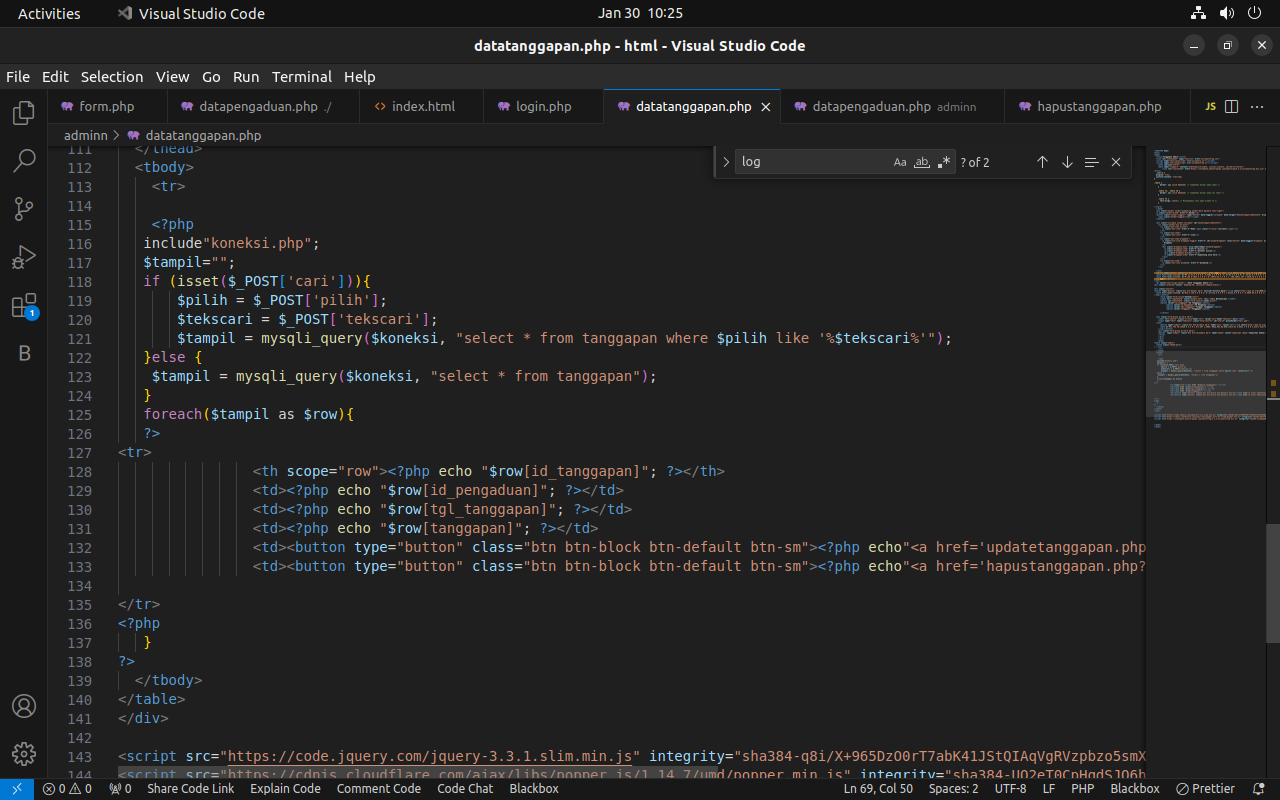 Activities Visual Studio Code Jan 30 10:25
datatanggapan.php - html - Visual Studio Code
File Edit Selection View Go Run Terminal Help
form.php datapengaduan.php ./ index.html login.php datatanggapan.php datapengaduan.php adminn hapustanggapan.php JS
adminn > datatanggapan.php
log Aa ab .* ? of 2
111 </thead>
112 <tbody>
113 <tr>
114
115 <?php
116 include"koneksi.php";
117 $tampil="";
118 if (isset($_POST['cari'])){
119 $pilih = $_POST['pilih'];
120 $tekscari = $_POST['tekscari'];
121 $tampil = mysqli_query($koneksi, "select * from tanggapan where $pilih like '%$tekscari%'");
122 }else {
123 $tampil = mysqli_query($koneksi, "select * from tanggapan");
124 }
125 foreach($tampil as $row){
126 ?>
127 <tr>
128 <th scope="row"><?php echo "$row[id_tanggapan]"; ?></th>
129 <td><?php echo "$row[id_pengaduan]"; ?></td>
130 <td><?php echo "$row[tgl_tanggapan]"; ?></td>
131 <td><?php echo "$row[tanggapan]"; ?></td>
132 <td><button type="button" class="btn btn-block btn-default btn-sm"><?php echo"<a href='updatetanggapan.php
133 <td><button type="button" class="btn btn-block btn-default btn-sm"><?php echo"<a href='hapustanggapan.php?
134
135 </tr>
136 <?php
137 }
138 ?>
139 </tbody>
140 </table>
141 </div>
142
143 <script src="https://code.jquery.com/jquery-3.3.1.slim.min.js" integrity="sha384-q8i/X+965DzO0rT7abK41JStQIAqVgRVzpbzo5smX
144 <script src="https://cdnjs.cloudflare.com/ajax/libs/popper.js/1.14.7/umd/popper.min.js" integrity="sha384-UO2eT0CpHqdSJQ6h
1
B
0 0 0 Share Code Link Explain Code Comment Code Code Chat Blackbox Ln 69, Col 50 Spaces: 2 UTF-8 LF PHP Blackbox Prettier